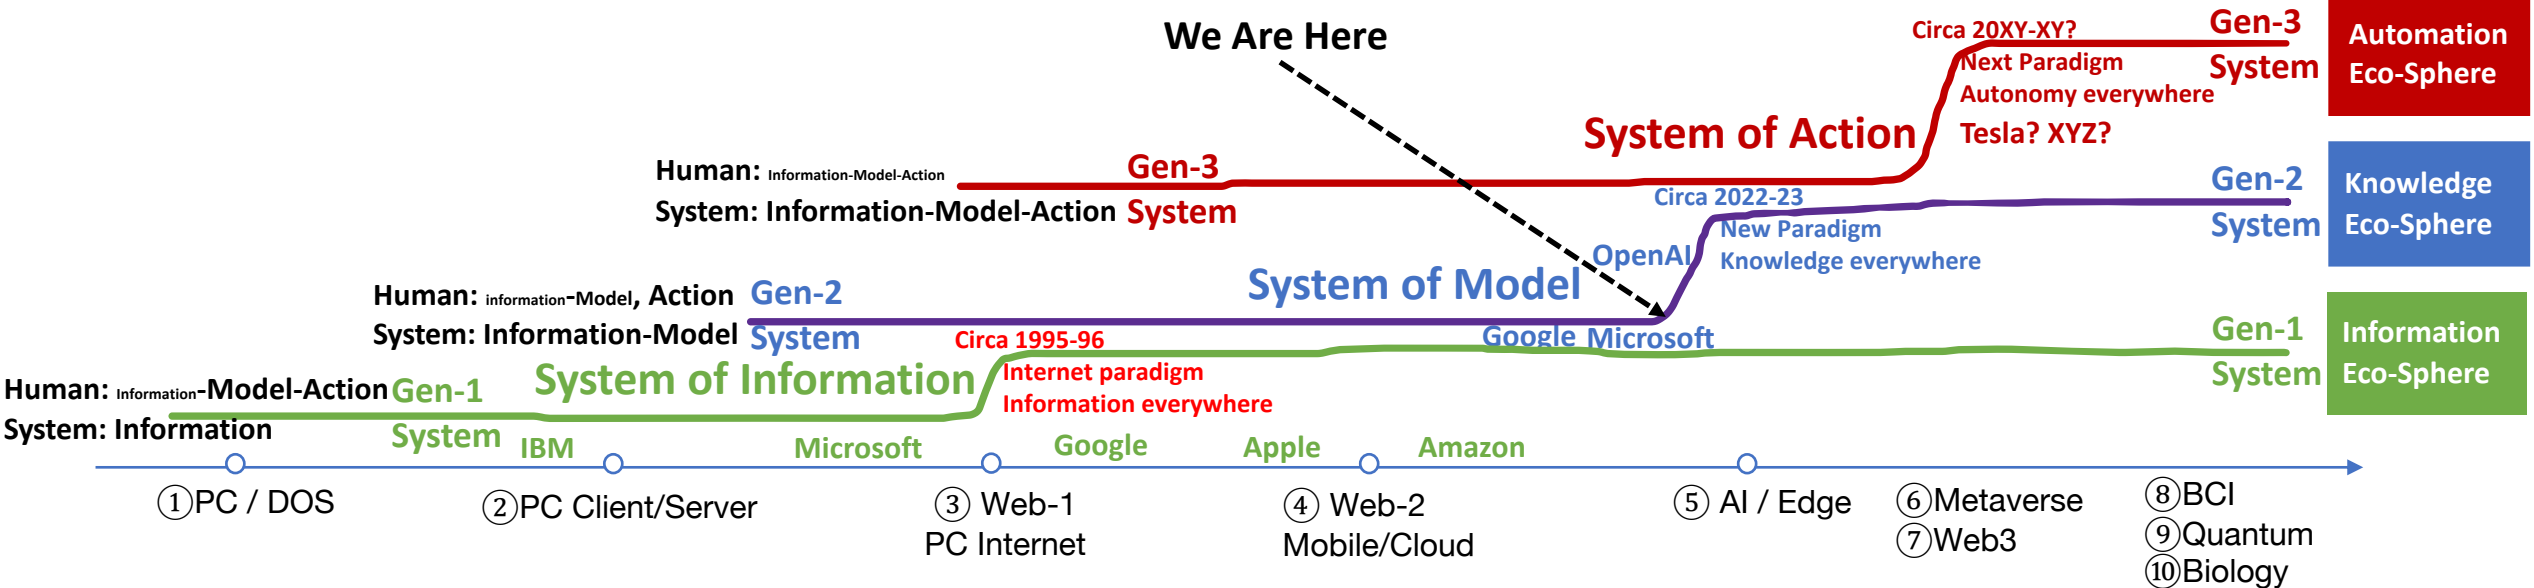 We Are Here
Circa 20XY-XY?
Next Paradigm
Autonomy everywhere
Tesla? XYZ?
Gen-3
System
Automation
Eco-Sphere
System of Action
Human: Information-Model-Action
System: Information-Model-Action
Gen-3
System
Circa 2022-23
New Paradigm
Knowledge everywhere
OpenAI
Gen-2
System
Knowledge
Eco-Sphere
System of Model
Human: information-Model, Action
System: Information-Model
Gen-2
System
Google Microsoft
Circa 1995-96
Internet paradigm
Information everywhere
Gen-1
System
Information
Eco-Sphere
System of Information
Human: Information-Model-Action
System: Information
Gen-1
System
IBM
Microsoft
Google
Apple
Amazon
①PC / DOS
②PC Client/Server
③ Web-1
PC Internet
④ Web-2
Mobile/Cloud
⑤ AI / Edge
⑥Metaverse
⑦Web3
⑧BCI
⑨Quantum
⑩Biology